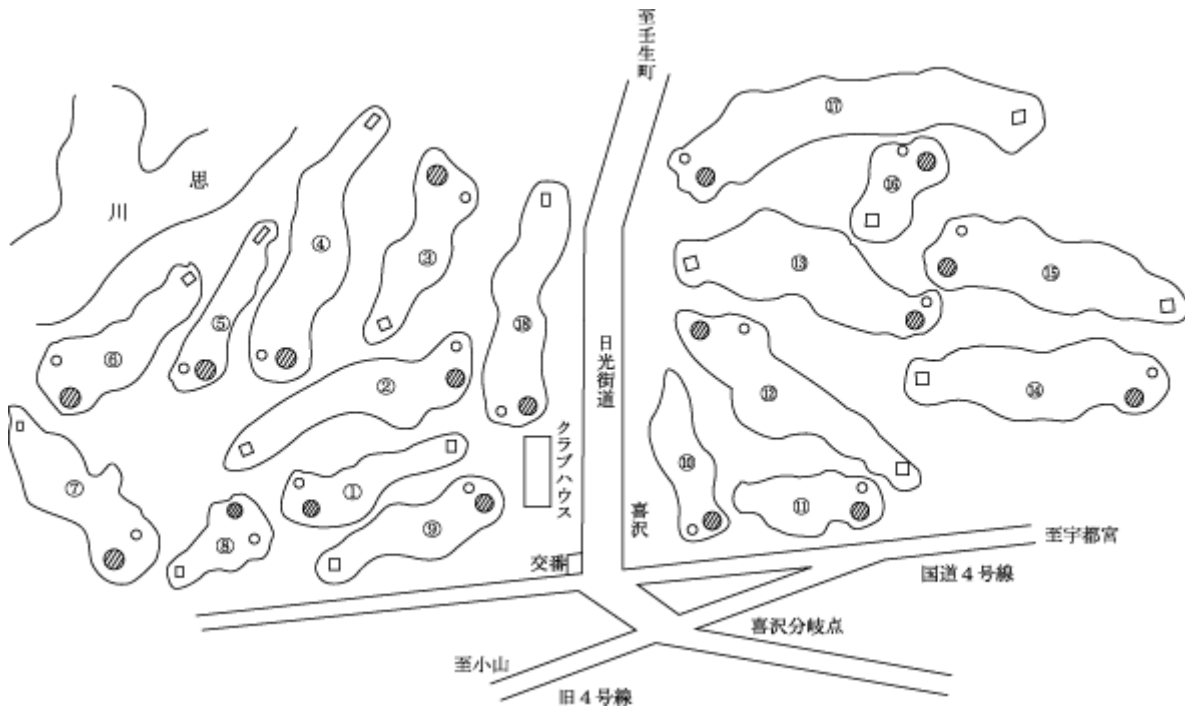 至壬生町
⑰
思
川
④
③
⑯
⑬
⑮
⑤
⑱
⑥
②
日光街道
⑫
⑭
クラブハウス
⑦
①
⑩
⑨
喜沢
⑪
⑧
交番
至宇都宮
国道4号線
喜沢分岐点
至小山
旧4号線